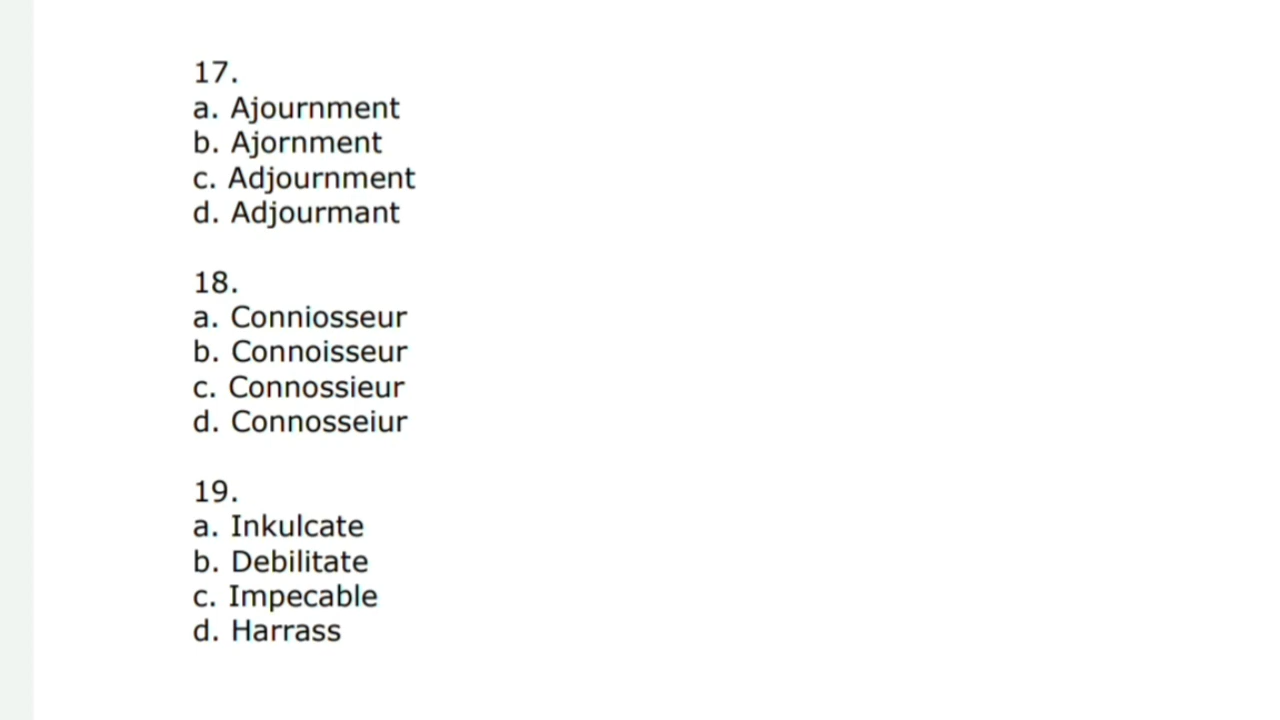 17.
a. Ajournment
b. Ajornment
c. Adjournment
d. Adjourmant
18.
a. Conniosseur
b. Connoisseur
c. Connossieur
d. Connosseiur
19.
a. Inkulcate
b. Debilitate
c. Impecable
d. Harrass